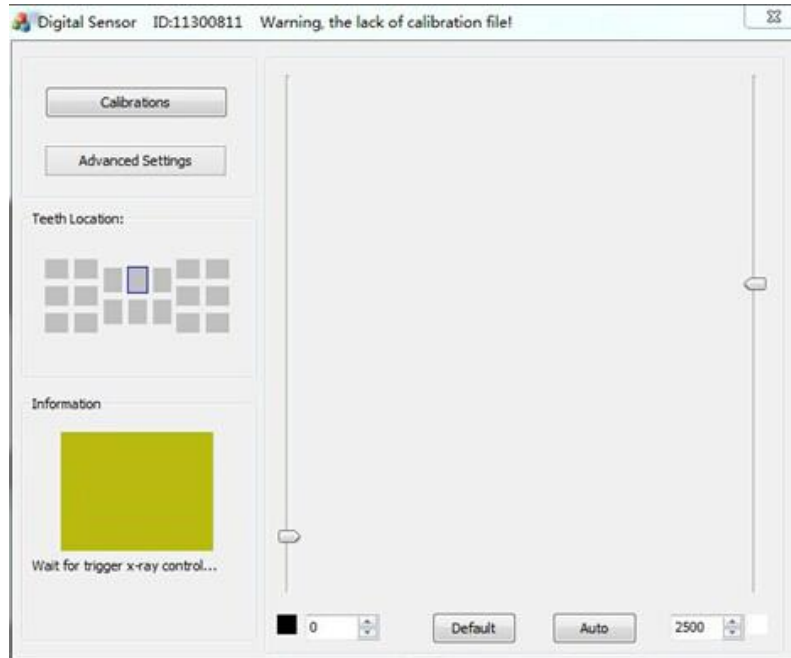 Digital Sensor ID:11300811 Warning, the lack of calibration file!
Calibrations
Advanced Settings
Teeth Location:
Information
Wait for trigger x-ray control...
0
Default
Auto
2500